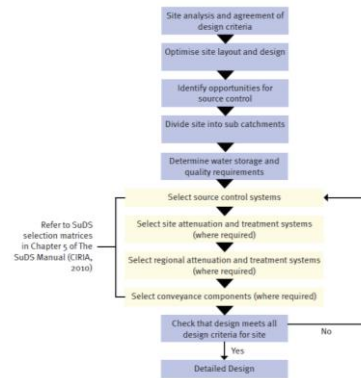 Site analysis and agreement of
design criteria
Optimise site layout and design
Identify opportunities for
source control
Divide site into sub catchments
Determine water storage and
quality requirements
Select source control systems
Select site attenuation and treatment systems
(where required)
Refer to SuDS
selection matrices
in Chapter 5 of The
SuDS Manual (CIRIA,
2010)
Select regional attenuation and treatment systems
(where required)
Select conveyance components (where required)
Check that design meets all
design criteria for site
No
Yes
Detailed Design